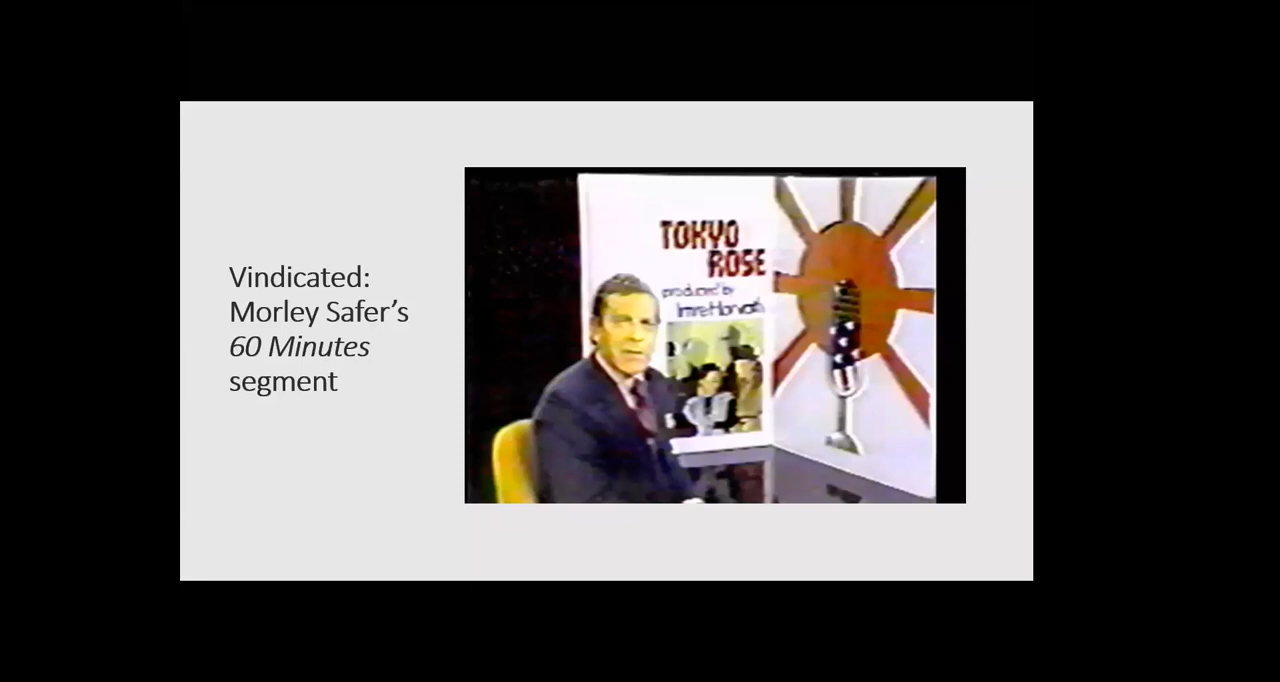 Vindicated:
Morley Safer’s
60 Minutes
segment
TOKYO
ROSE
produced by
Imre Horvath